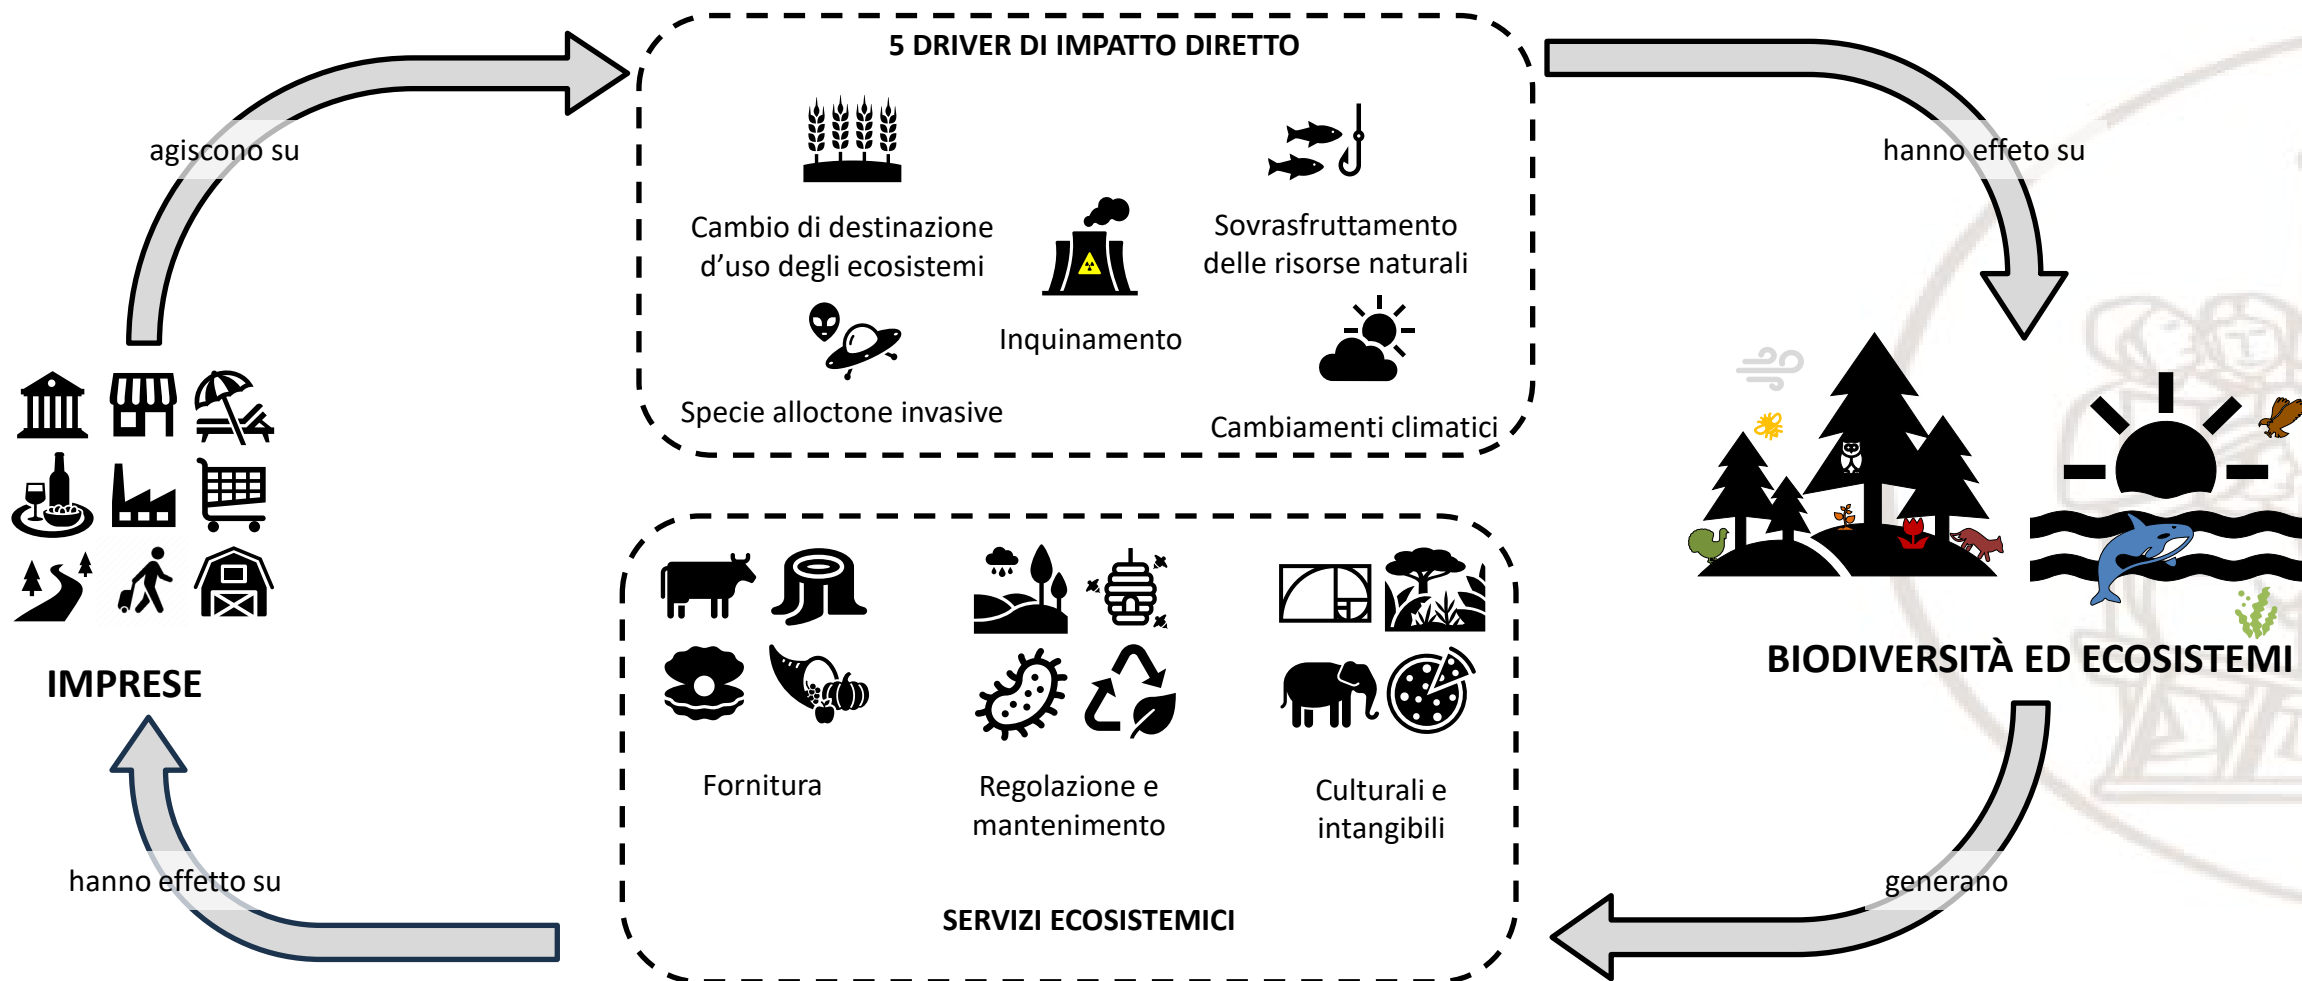 5 DRIVER DI IMPATTO DIRETTO
agiscono su
hanno effeto su
Cambio di destinazione
d'uso degli ecosistemi
Sovrasfruttamento
delle risorse naturali
Inquinamento
Specie alloctone invasive
Cambiamenti climatici
IMPRESE
BIODIVERSITÀ ED ECOSISTEMI
Fornitura
Regolazione e
mantenimento
Culturali e
intangibili
hanno effetto su
generano
SERVIZI ECOSISTEMICI